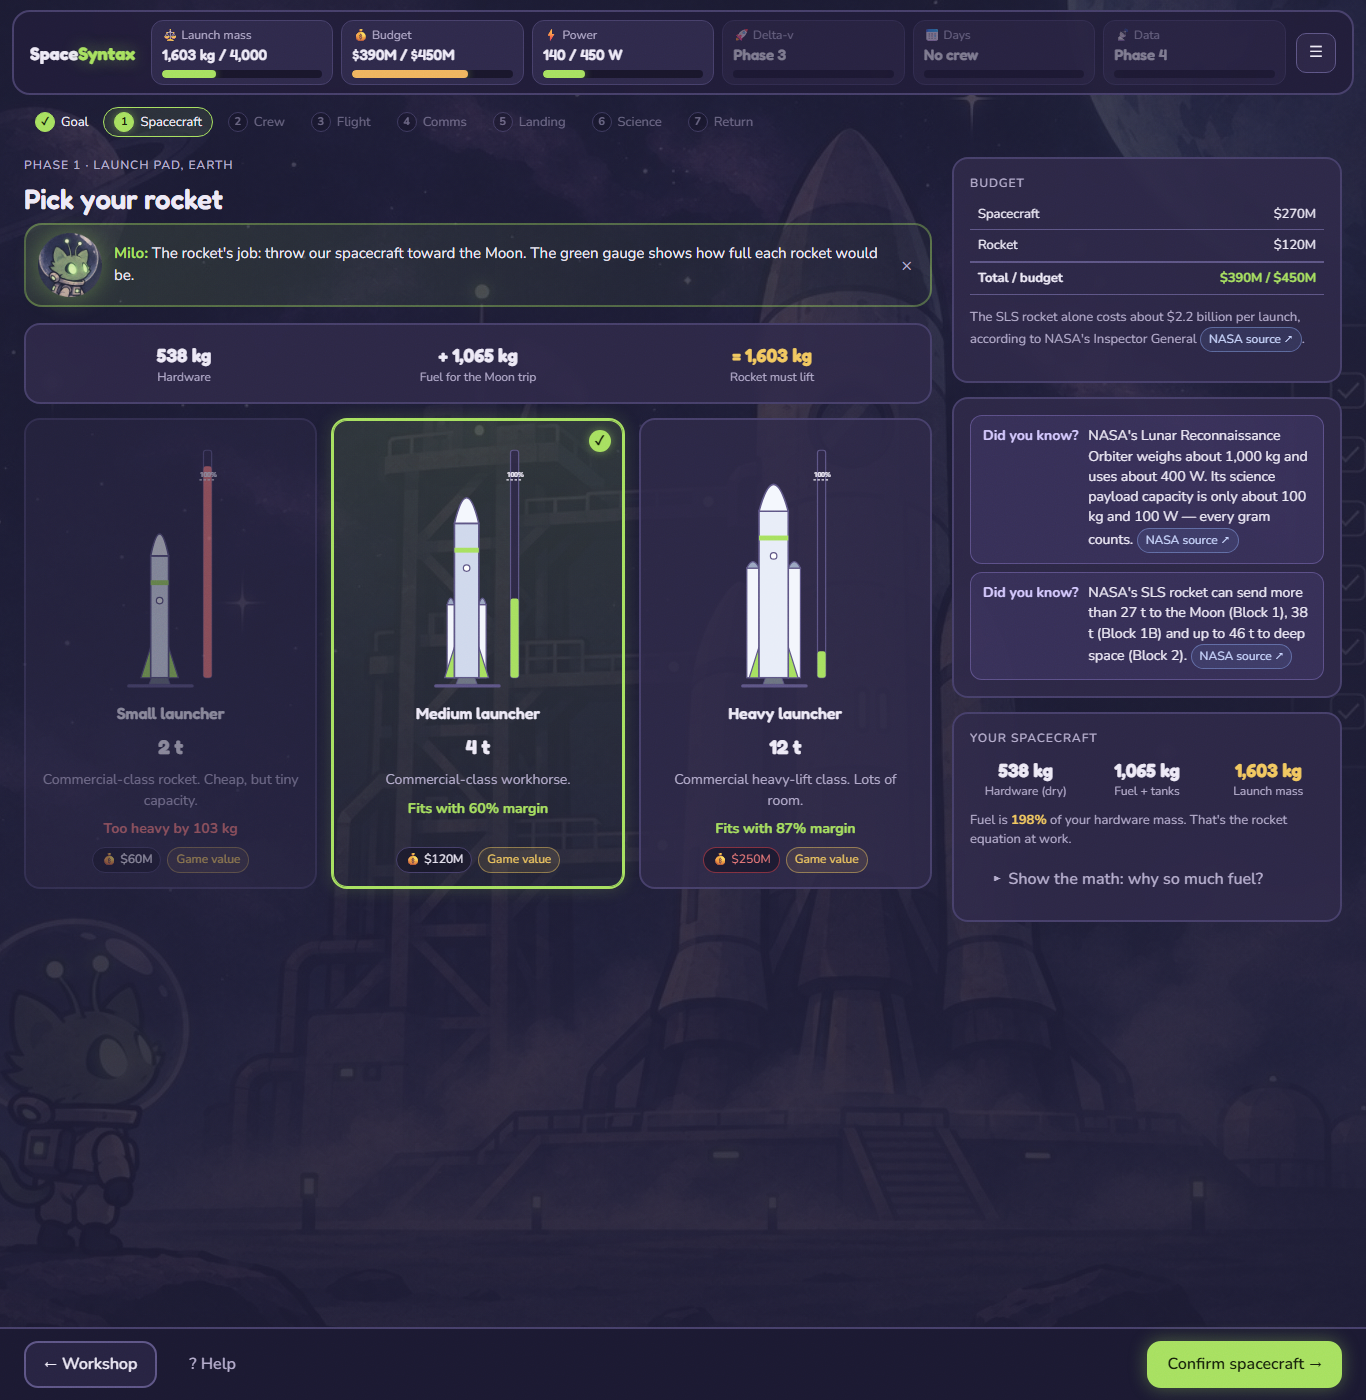 SpaceSyntax
Launch mass
1,603 kg / 4,000
Budget
$390M / $450M
Power
140 / 450 W
Delta-v
Phase 3
Days
No crew
Data
Phase 4
☰
✓ Goal
1 Spacecraft
2 Crew
3 Flight
4 Comms
5 Landing
6 Science
7 Return
PHASE 1 · LAUNCH PAD, EARTH
Pick your rocket
Milo: The rocket's job: throw our spacecraft toward the Moon. The green gauge shows how full each rocket would
be.
×
538 kg
Hardware
+ 1,065 kg
Fuel for the Moon trip
= 1,603 kg
Rocket must lift
100%
Small launcher
2 t
Commercial-class rocket. Cheap, but tiny
capacity.
Too heavy by 103 kg
$60M
Game value
✓
100%
Medium launcher
4 t
Commercial-class workhorse.
Fits with 60% margin
$120M
Game value
100%
Heavy launcher
12 t
Commercial heavy-lift class. Lots of
room.
Fits with 87% margin
$250M
Game value
BUDGET
Spacecraft $270M
Rocket $120M
Total / budget $390M / $450M
The SLS rocket alone costs about $2.2 billion per launch,
according to NASA's Inspector General NASA source ↗.
Did you know? NASA's Lunar Reconnaissance
Orbiter weighs about 1,000 kg and
uses about 400 W. Its science
payload capacity is only about 100
kg and 100 W — every gram
counts. NASA source ↗
Did you know? NASA's SLS rocket can send more
than 27 t to the Moon (Block 1), 38
t (Block 1B) and up to 46 t to deep
space (Block 2). NASA source ↗
YOUR SPACECRAFT
538 kg
Hardware (dry)
1,065 kg
Fuel + tanks
1,603 kg
Launch mass
Fuel is 198% of your hardware mass. That's the rocket
equation at work.
▸ Show the math: why so much fuel?
← Workshop
? Help
Confirm spacecraft →